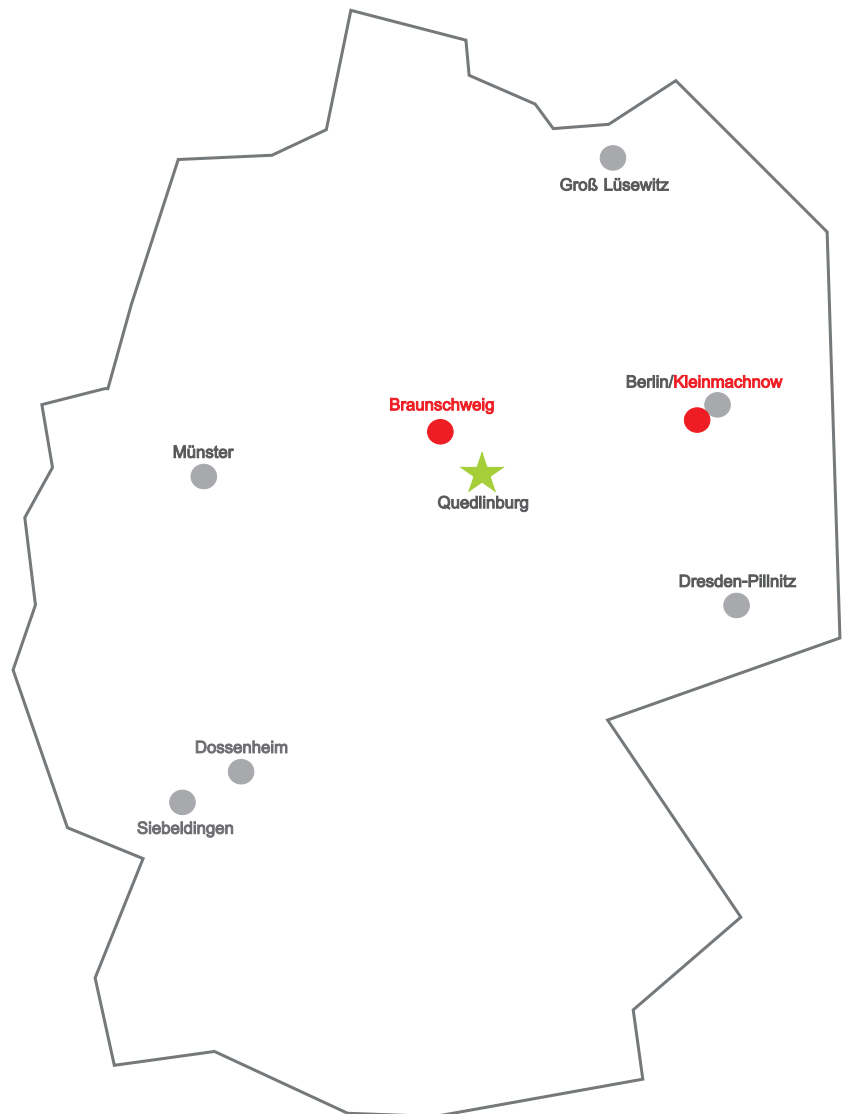 Groß Lüsewitz
Berlin/Kleinmachnow
Braunschweig
Münster
Quedlinburg
Dresden-Pillnitz
Dossenheim
Siebeldingen